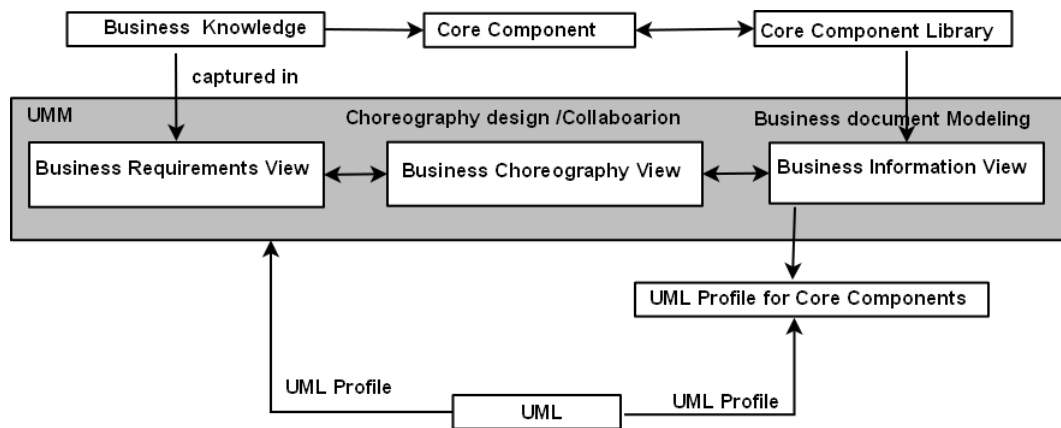 Business Knowledge
Core Component
Core Component Library
captured in
UMM
Choreography design /Collaboarion
Business document Modeling
Business Requirements View
Business Choreography View
Business Information View
UML Profile for Core Components
UML Profile
UML
UML Profile